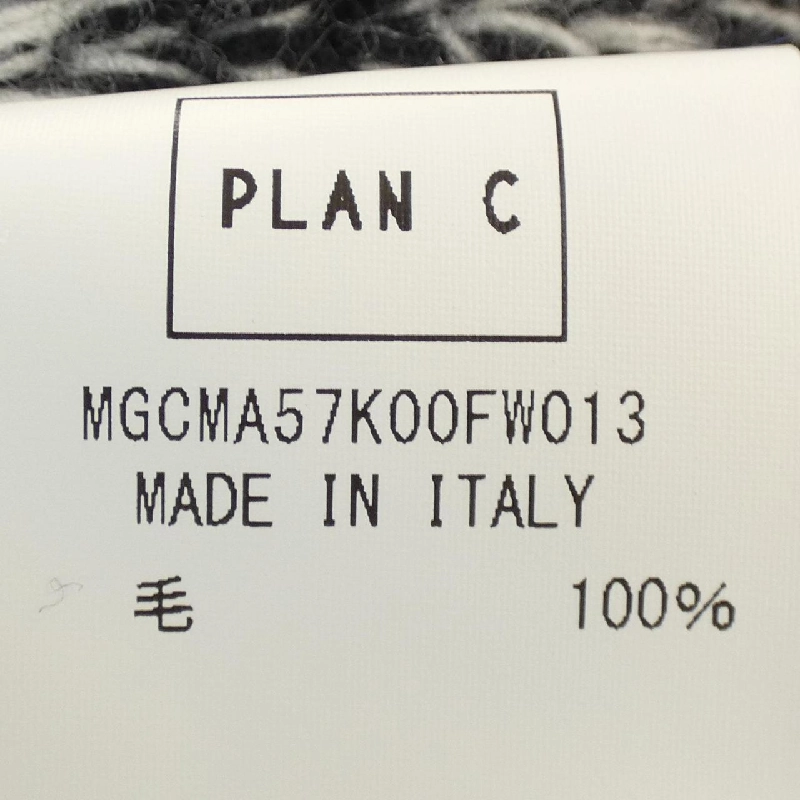 PLAN C
MGCMA57K00FW013
MADE IN ITALY
毛 100%